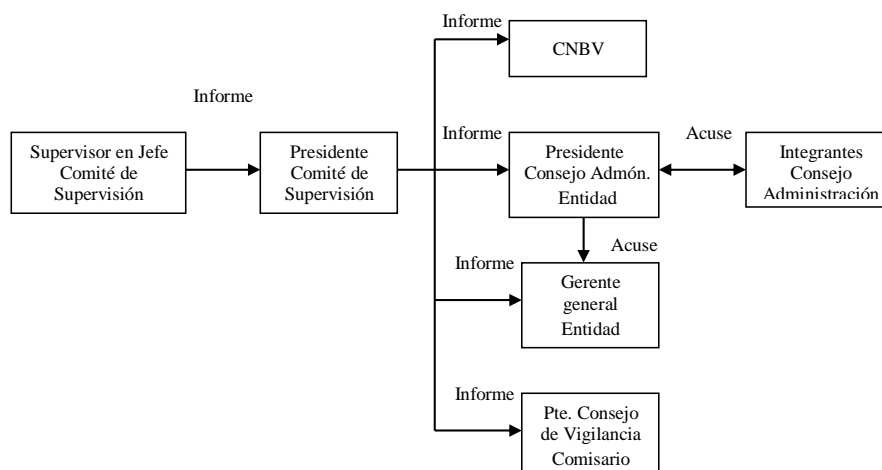 Informe
CNBV
Informe
Supervisor en Jefe
Comité de
Supervisión
Presidente
Comité de
Supervisión
Informe
Presidente
Consejo Admón.
Entidad
Acuse
Integrantes
Consejo
Administración
Acuse
Informe
Gerente
general
Entidad
Informe
Pte. Consejo
de Vigilancia
Comisario